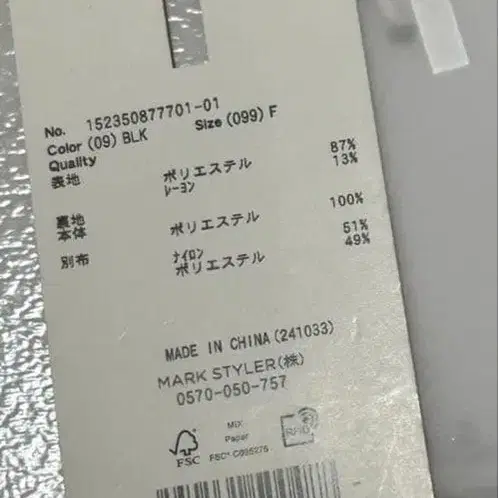 No. 152350877701-01
Color (09) BLK Size (099) F
Quality
表地 ポリエステル 87%
レーヨン 13%
裏地
本体 ポリエステル 100%
別布 ナイロン 51%
ポリエステル 49%
MADE IN CHINA (241033)
MARK STYLER(株)
0570-050-757
MIX
Paper
FSC
FSC® C095275
RFID